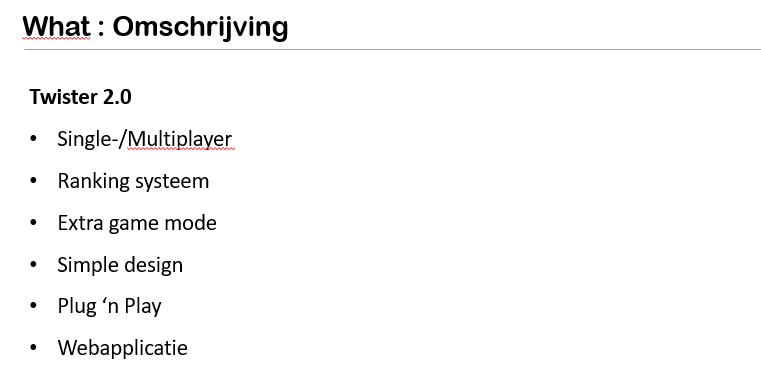 What : Omschrijving
Twister 2.0
• Single-/Multiplayer
• Ranking systeem
• Extra game mode
• Simple design
• Plug ‘n Play
• Webapplicatie